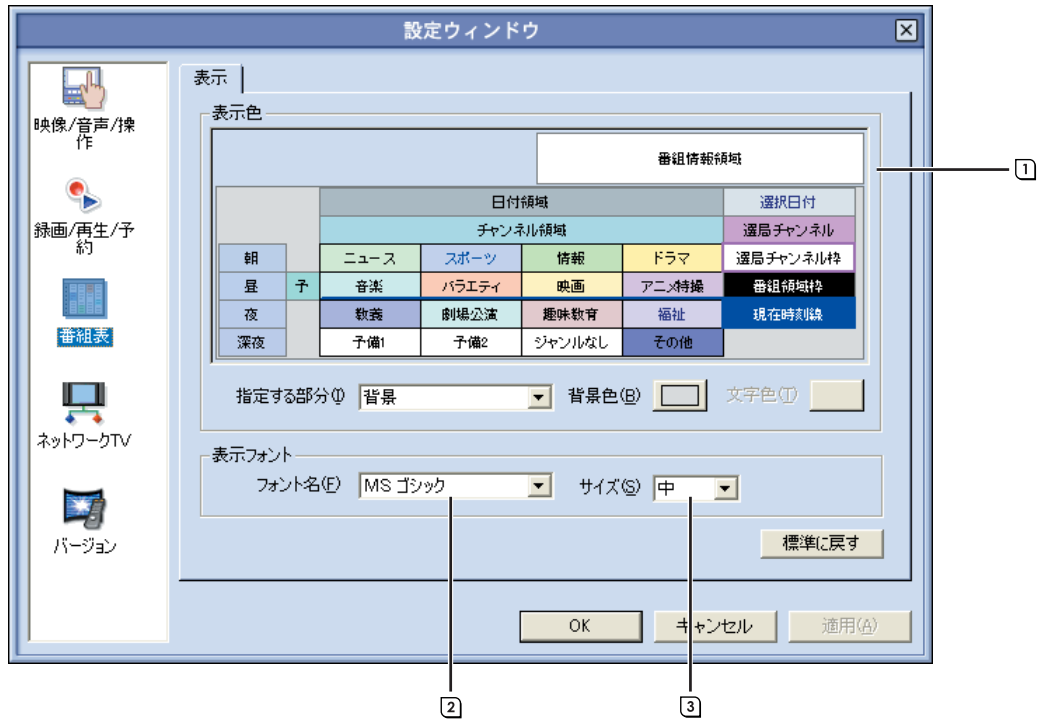 設定ウィンドウ
映像/音声/操
作
録画/再生/予
約
番組表
ネットワークTV
バージョン
表示
表示色
番組情報領域
日付領域 選択日付
チャンネル領域 選局チャンネル
朝 ニュース スポーツ 情報 ドラマ 選局チャンネル枠
昼 予 音楽 バラエティ 映画 アニメ特撮 番組領域枠
夜 教養 劇場公演 趣味教育 福祉 現在時刻線
深夜 予備1 予備2 ジャンルなし その他
指定する部分(I) 背景 背景色(B) 文字色(T)
表示フォント
フォント名(F) MS ゴシック サイズ(S) 中
標準に戻す
OK キャンセル 適用(A)
1
2
3